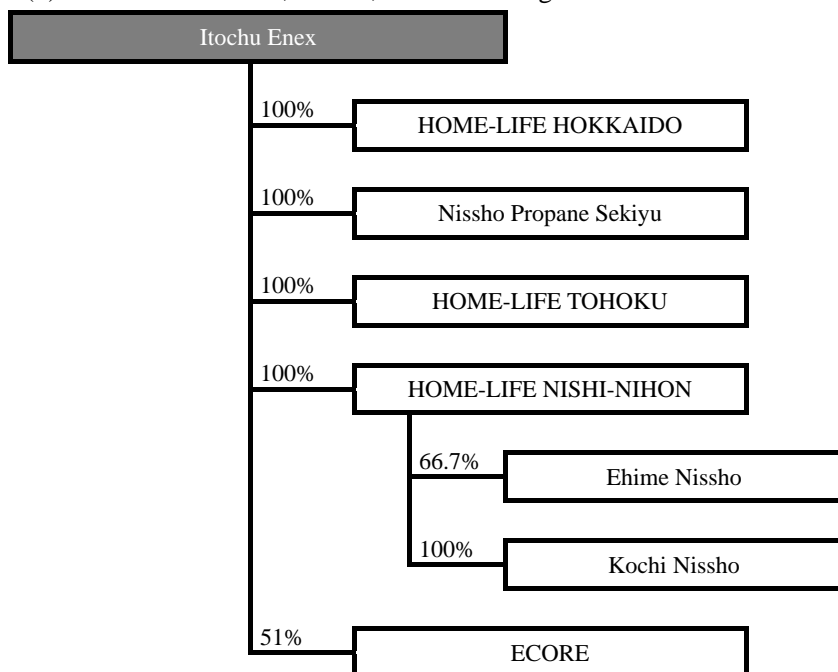 Itochu Enex
100%
HOME-LIFE HOKKAIDO
100%
Nissho Propane Sekiyu
100%
HOME-LIFE TOHOKU
100%
HOME-LIFE NISHI-NIHON
66.7%
Ehime Nissho
100%
Kochi Nissho
51%
ECORE